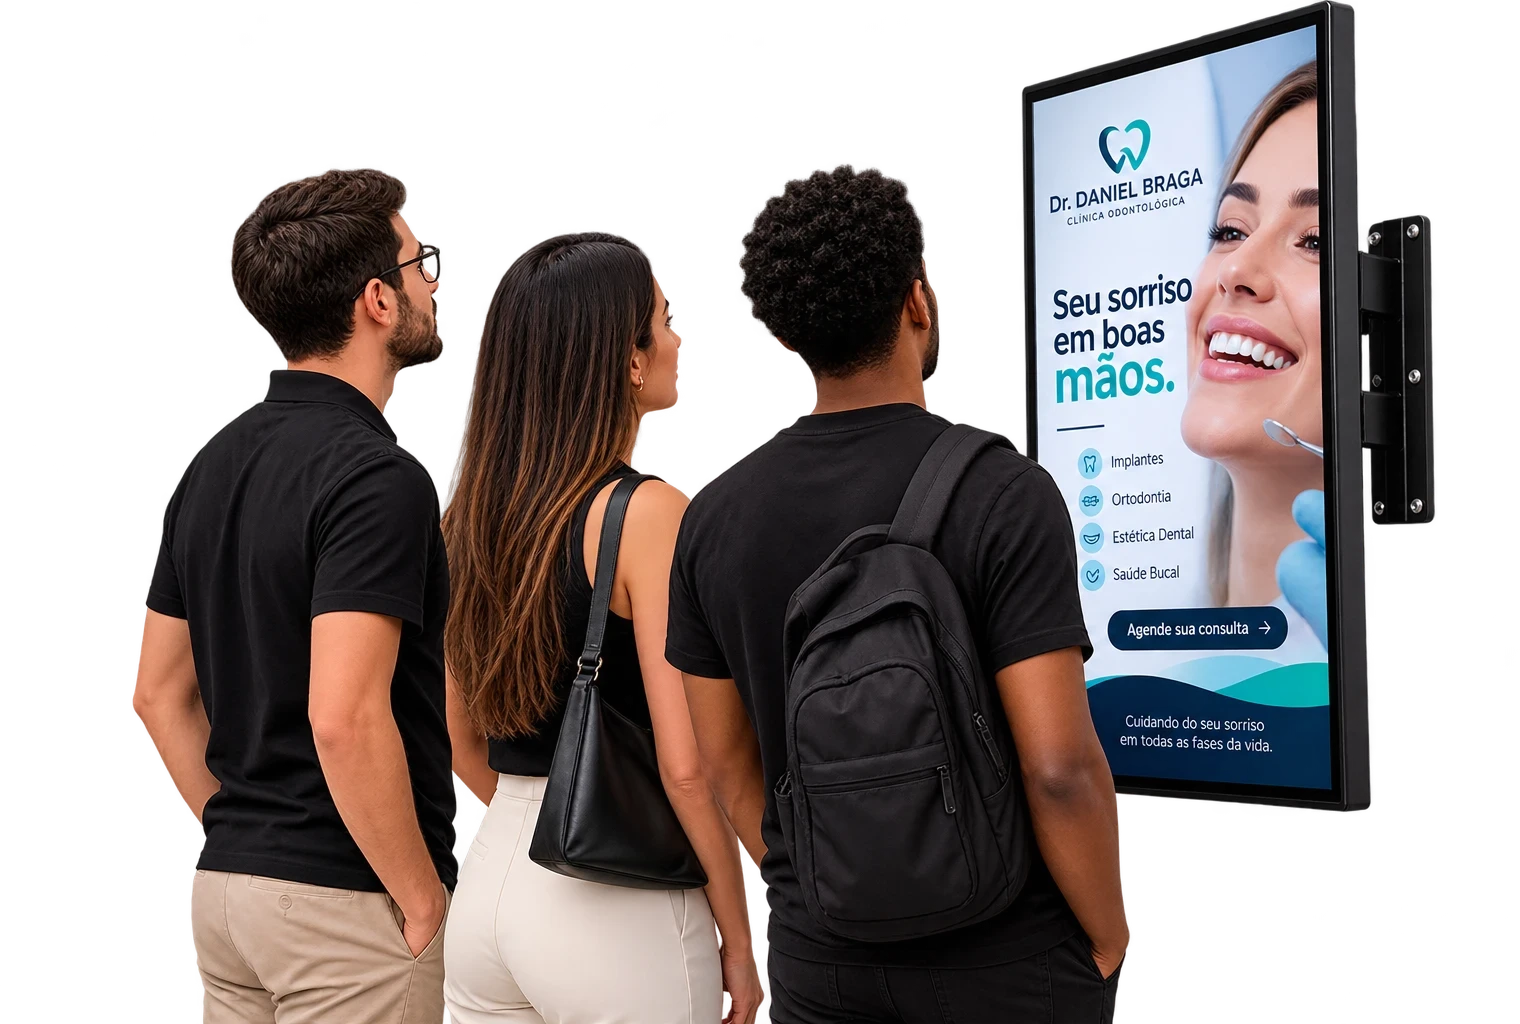 Dr. DANIEL BRAGA
CLÍNICA ODONTOLÓGICA
Seu sorriso
em boas
mãos.
Implantes
Ortodontia
Estética Dental
Saúde Bucal
Agende sua consulta →
Cuidando do seu sorriso
em todas as fases da vida.